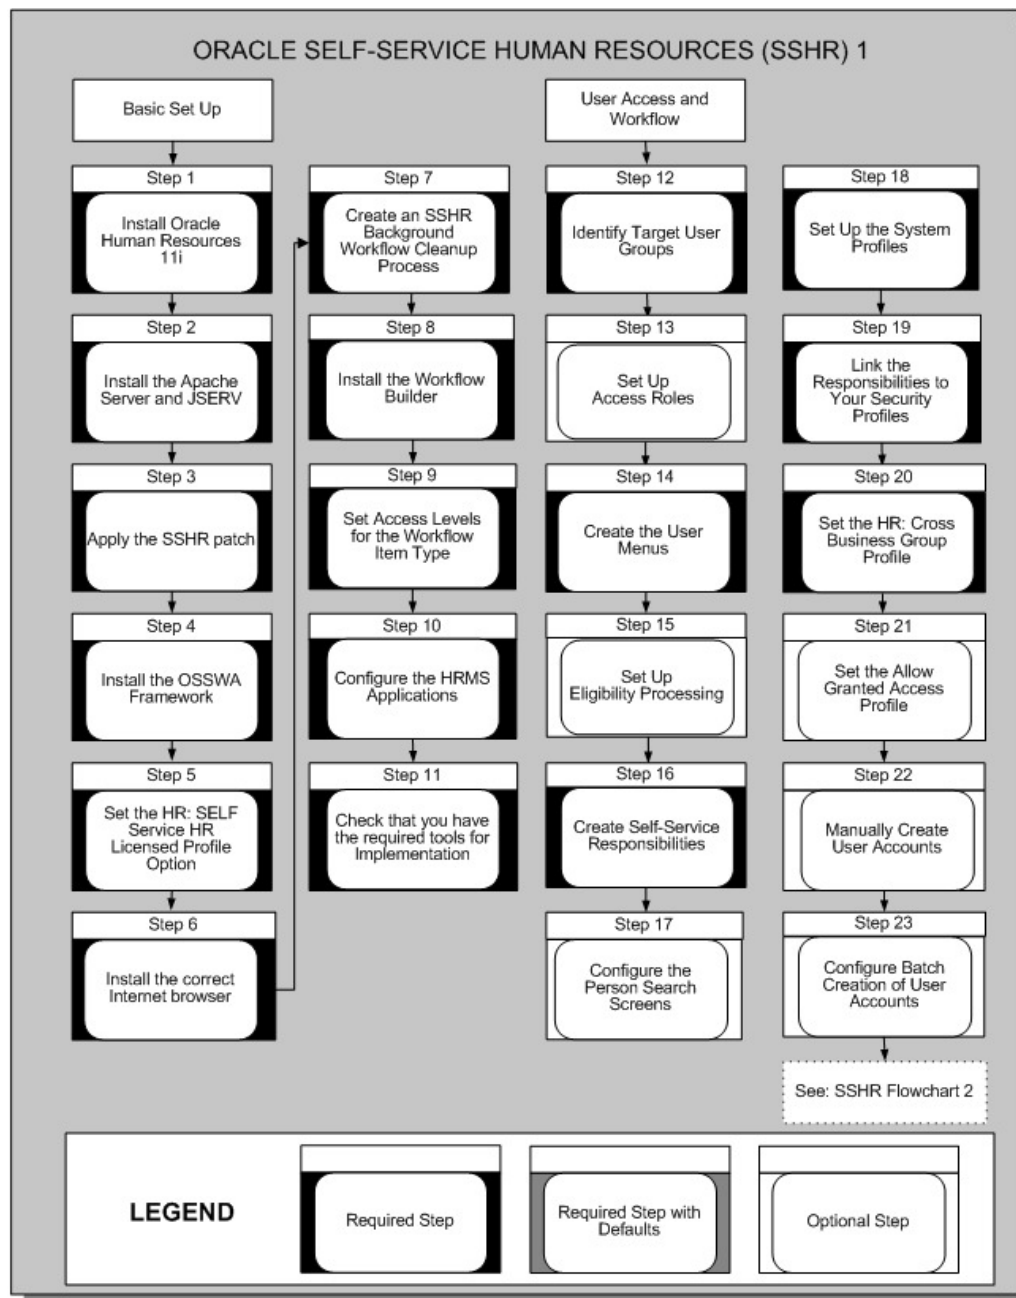 ORACLE SELF-SERVICE HUMAN RESOURCES (SSHR) 1
Basic Set Up
Step 1
Install Oracle
Human Resources
11i
Step 2
Install the Apache
Server and JSERV
Step 3
Apply the SSHR patch
Step 4
Install the OSSWA
Framework
Step 5
Set the HR: SELF
Service HR
Licensed Profile
Option
Step 6
Install the correct
Internet browser
Step 7
Create an SSHR
Background
Workflow Cleanup
Process
Step 8
Install the Workflow
Builder
Step 9
Set Access Levels
for the Workflow
Item Type
Step 10
Configure the HRMS
Applications
Step 11
Check that you have
the required tools for
Implementation
User Access and
Workflow
Step 12
Identify Target User
Groups
Step 13
Set Up
Access Roles
Step 14
Create the User
Menus
Step 15
Set Up
Eligibility Processing
Step 16
Create Self-Service
Responsibilities
Step 17
Configure the
Person Search
Screens
Step 18
Set Up the System
Profiles
Step 19
Link the
Responsibilities to
Your Security
Profiles
Step 20
Set the HR: Cross
Business Group
Profile
Step 21
Set the Allow
Granted Access
Profile
Step 22
Manually Create
User Accounts
Step 23
Configure Batch
Creation of User
Accounts
See: SSHR Flowchart 2
LEGEND
Required Step
Required Step with
Defaults
Optional Step